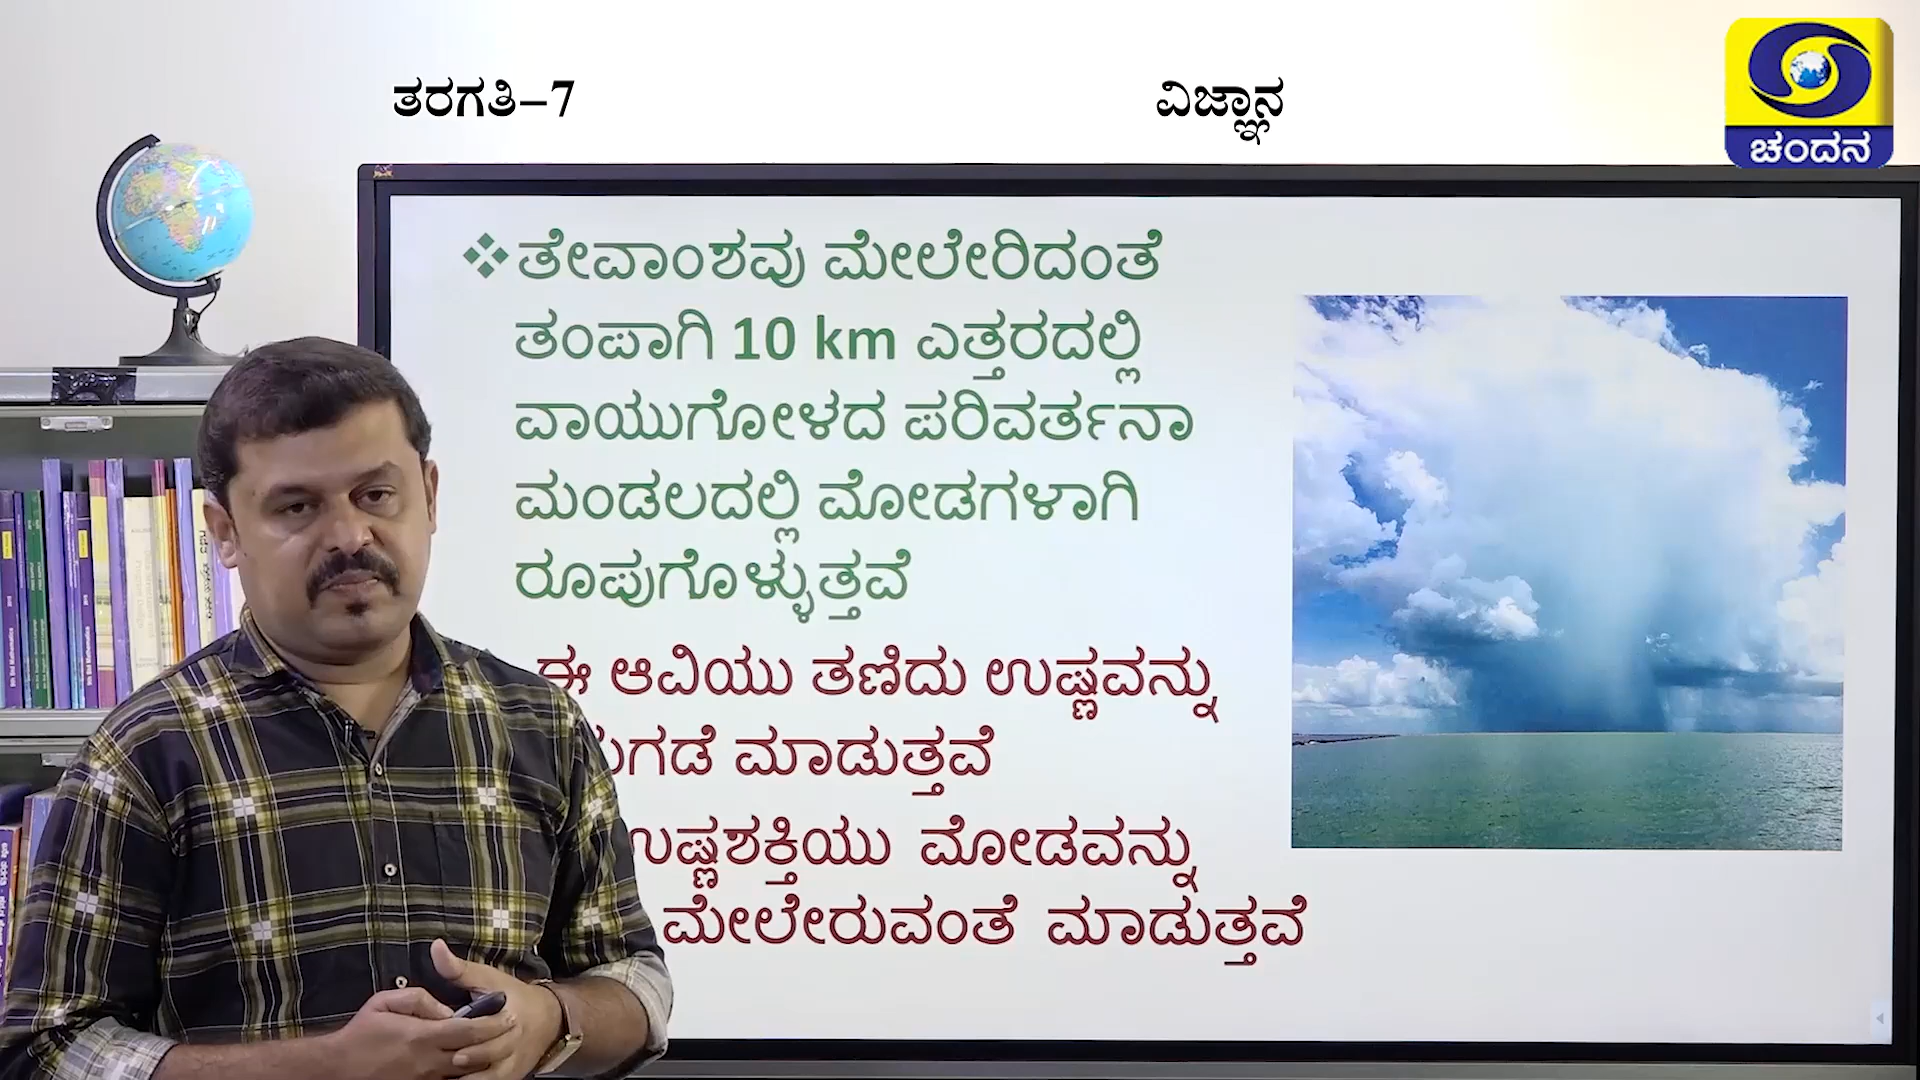 ತರಗತಿ–7
ವಿಜ್ಞಾನ
ಚಂದನ
❖ತೇವಾಂಶವು ಮೇಲೇರಿದಂತೆ
ತಂಪಾಗಿ 10 km ಎತ್ತರದಲ್ಲಿ
ವಾಯುಗೋಳದ ಪರಿವರ್ತನಾ
ಮಂಡಲದಲ್ಲಿ ಮೋಡಗಳಾಗಿ
ರೂಪುಗೊಳ್ಳುತ್ತವೆ
ಈ ಆವಿಯು ತಣಿದು ಉಷ್ಣವನ್ನು
ಮಾಡುತ್ತವೆ
ಉಷ್ಣಶಕ್ತಿಯು ಮೋಡವನ್ನು
ಮೇಲೇರುವಂತೆ ಮಾಡುತ್ತವೆ